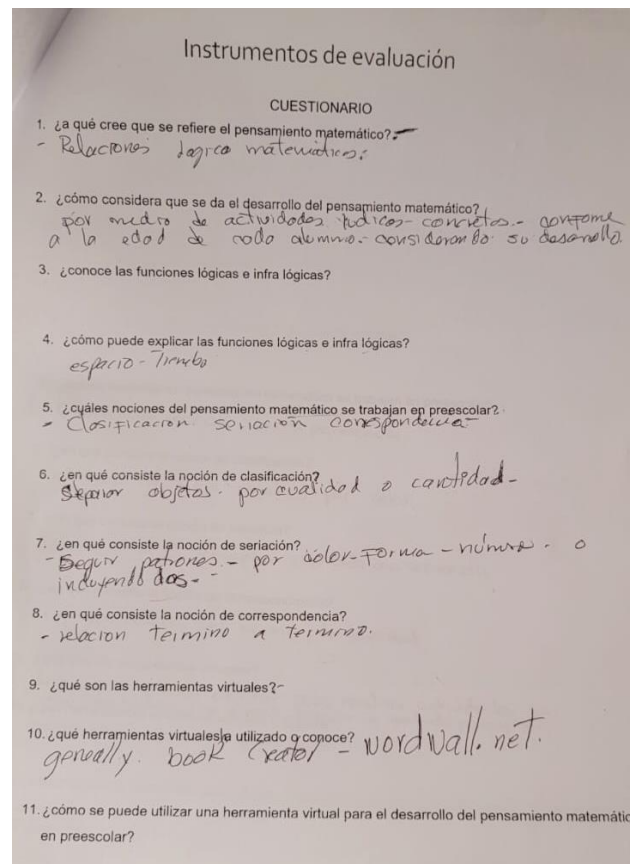 Instrumentos de evaluación
CUESTIONARIO
1. ¿a qué cree que se refiere el pensamiento matemático?
- Relaciones logico matematicos.
2. ¿cómo considera que se da el desarrollo del pensamiento matemático?
por medio de actividades ludicos - concretos. - conforme
a la edad de cada alumno. considerando su desarrollo.
3. ¿conoce las funciones lógicas e infra lógicas?
4. ¿cómo puede explicar las funciones lógicas e infra lógicas?
espacio - Tiempo
5. ¿cuáles nociones del pensamiento matemático se trabajan en preescolar?
- Clasificacion seriación correspondencia
6. ¿en qué consiste la noción de clasificación?
Separar objetos. por cualidad o cantidad -
7. ¿en qué consiste la noción de seriación?
- Seguir patrones. - por color - Forma - número. o
incluyendo dos -
8. ¿en qué consiste la noción de correspondencia?
- relacion termino a termino.
9. ¿qué son las herramientas virtuales?
10. ¿qué herramientas virtuales a utilizado o conoce?
geneally. book Creator - wordwall. net.
11. ¿cómo se puede utilizar una herramienta virtual para el desarrollo del pensamiento matemátic
en preescolar?